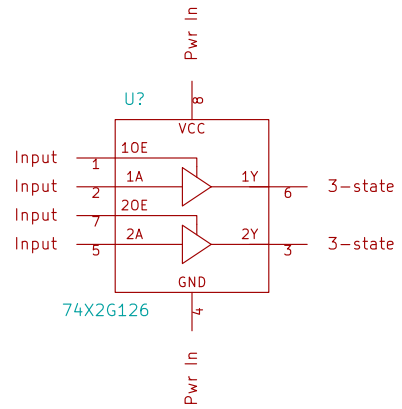 Pwr In
8
U?
VCC
Input 1 1OE
Input 2 1A 1Y 6 3-state
Input 7 2OE
Input 5 2A 2Y 3 3-state
GND
74X2G126
4
Pwr In